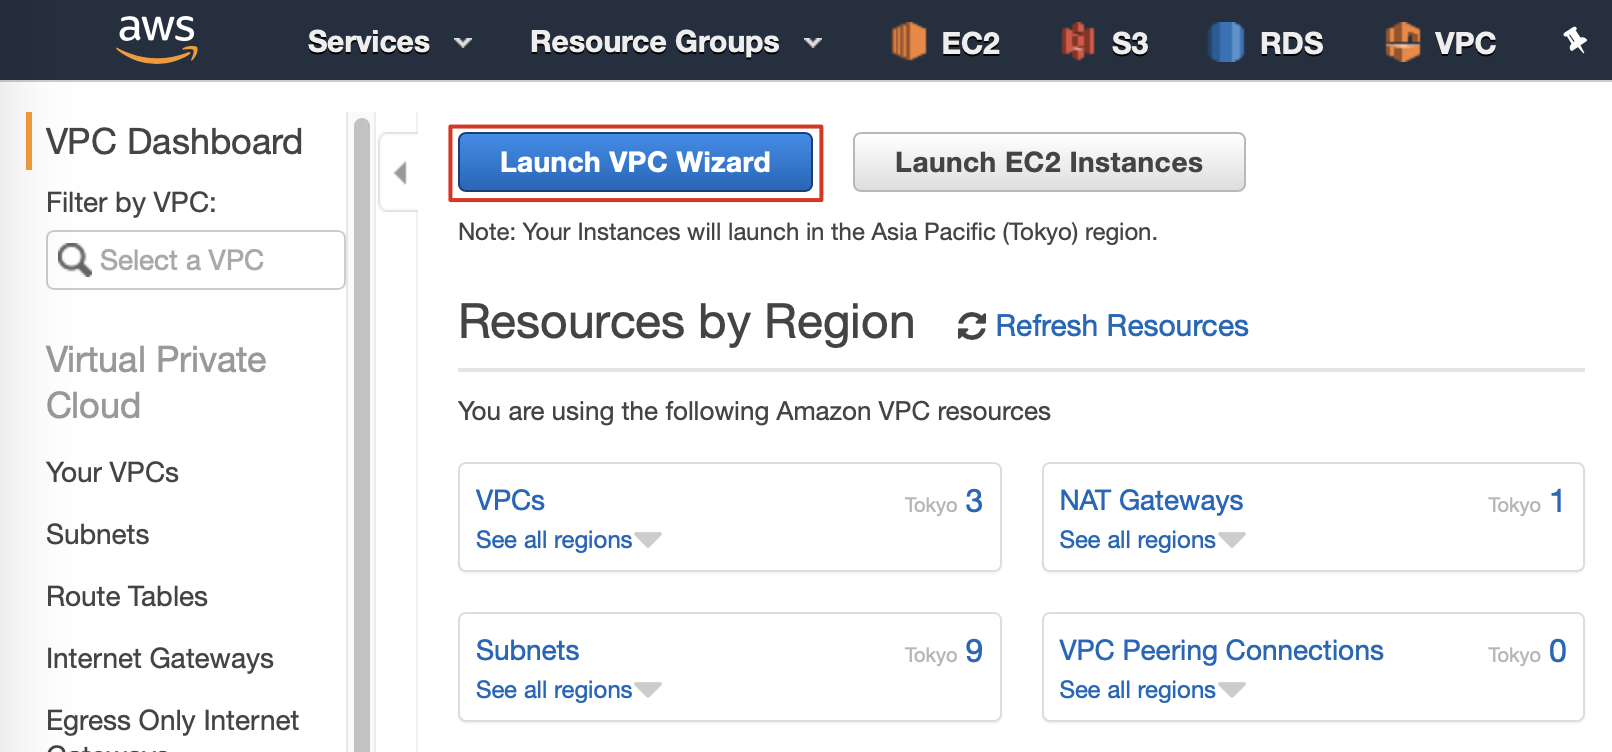 aws Services Resource Groups EC2 S3 RDS VPC
VPC Dashboard
Filter by VPC:
Select a VPC
Virtual Private
Cloud
Your VPCs
Subnets
Route Tables
Internet Gateways
Egress Only Internet
Gateways
Launch VPC Wizard Launch EC2 Instances
Note: Your Instances will launch in the Asia Pacific (Tokyo) region.
Resources by Region Refresh Resources
You are using the following Amazon VPC resources
VPCs Tokyo 3
See all regions
NAT Gateways Tokyo 1
See all regions
Subnets Tokyo 9
See all regions
VPC Peering Connections Tokyo 0
See all regions